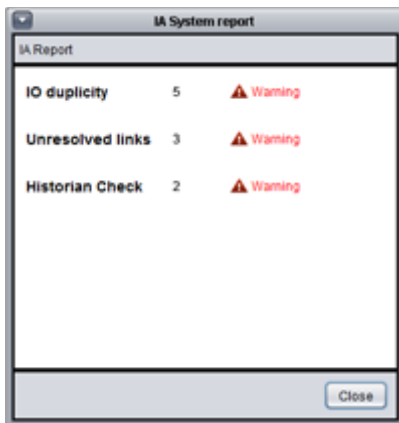 IA System report
IA Report
IO duplicity 5 Warning
Unresolved links 3 Warning
Historian Check 2 Warning
Close